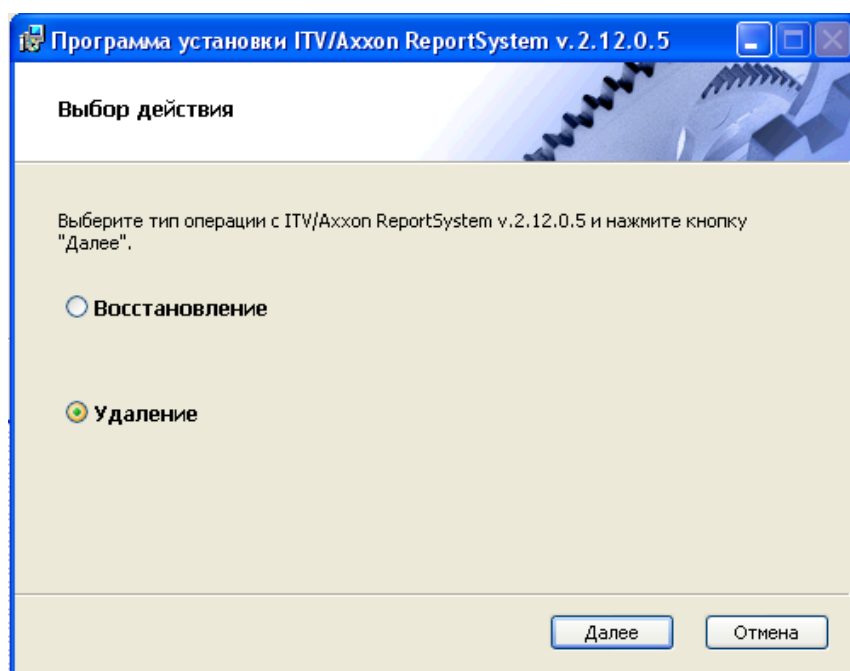 Программа установки ITV/Axxon ReportSystem v.2.12.0.5
Выбор действия
Выберите тип операции с ITV/Axxon ReportSystem v.2.12.0.5 и нажмите кнопку
"Далее".
Восстановление
Удаление
Далее
Отмена